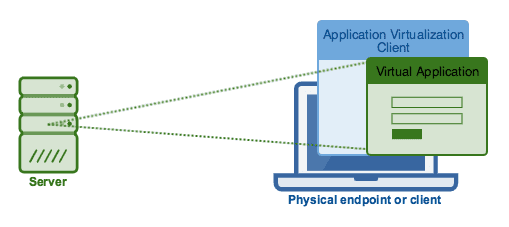 Application Virtualization
Client
Virtual Application
Server
Physical endpoint or client